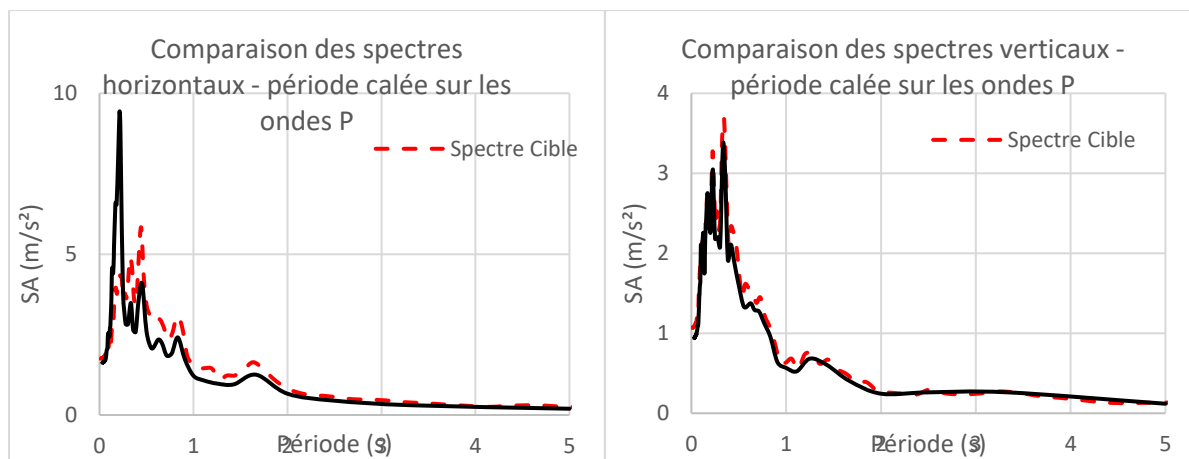 Comparaison des spectres
horizontaux - période calée sur les
ondes P
Spectre Cible
SA (m/s²)
10
5
0
0 1 2 3 4 5
Période (s)
Comparaison des spectres verticaux -
période calée sur les ondes P
Spectre Cible
SA (m/s²)
4
3
2
1
0
0 1 2 3 4 5
Période (s)